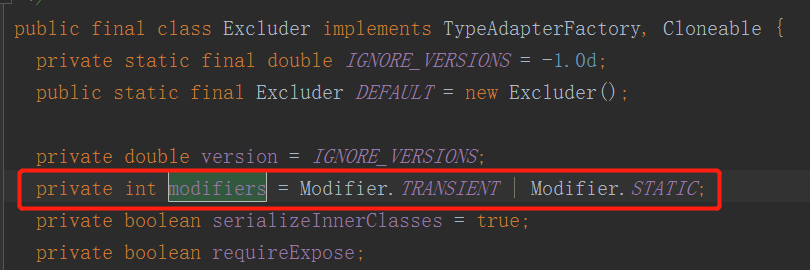 */
public final class Excluder implements TypeAdapterFactory, Cloneable {
private static final double IGNORE_VERSIONS = -1.0d;
public static final Excluder DEFAULT = new Excluder();
private double version = IGNORE_VERSIONS;
private int modifiers = Modifier.TRANSIENT | Modifier.STATIC;
private boolean serializeInnerClasses = true;
private boolean requireExpose;